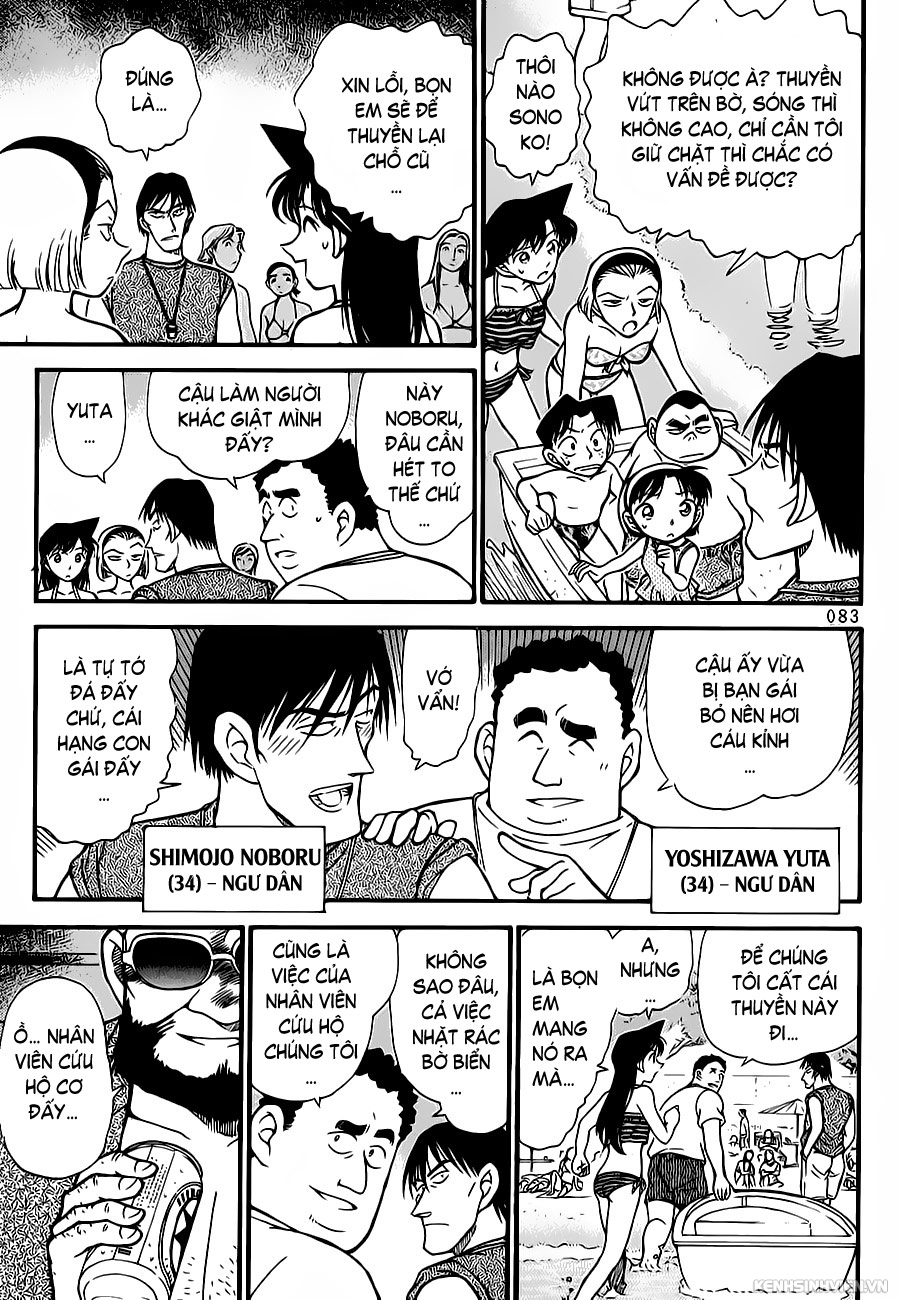 KHÔNG ĐƯỢC À? THUYỀN
VỨT TRÊN BỜ, SÓNG THÌ
KHÔNG CAO, CHỈ CẦN TÔI
GIỮ CHẶT THÌ CHẮC CÓ
VẤN ĐỀ ĐƯỢC?
THÔI
NÀO
SONO
KO!
XIN LỖI, BỌN
EM SẼ ĐỂ
THUYỀN LẠI
CHỖ CŨ
...
ĐÚNG
LÀ...
NÀY
NOBORU,
ĐÂU CẦN
HÉT TO
THẾ CHỨ
...
CẬU LÀM NGƯỜI
KHÁC GIẬT MÌNH
ĐẤY?
YUTA
...
083
CẬU ẤY VỪA
BỊ BẠN GÁI
BỎ NÊN HƠI
CÁU KỈNH
...
VỚ
VẨN!
LÀ TỰ TỚ
ĐÁ ĐẤY
CHỨ, CÁI
HẠNG CON
GÁI ĐẤY
...
YOSHIZAWA YUTA
(34) – NGƯ DÂN
SHIMOJO NOBORU
(34) – NGƯ DÂN
ĐỂ CHÚNG
TÔI CẤT CÁI
THUYỀN NÀY
ĐI...
A,
NHƯNG
...
LÀ BỌN
EM
MANG
NÓ RA
MÀ...
KHÔNG
SAO ĐÂU,
CẢ VIỆC
NHẶT RÁC
BỜ BIỂN
...
CŨNG LÀ
VIỆC CỦA
NHÂN VIÊN
CỨU HỘ
CHÚNG TÔI
...
Ồ... NHÂN
VIÊN CỨU
HỘ CƠ
ĐẤY...
KENHSINHVIEN.VN